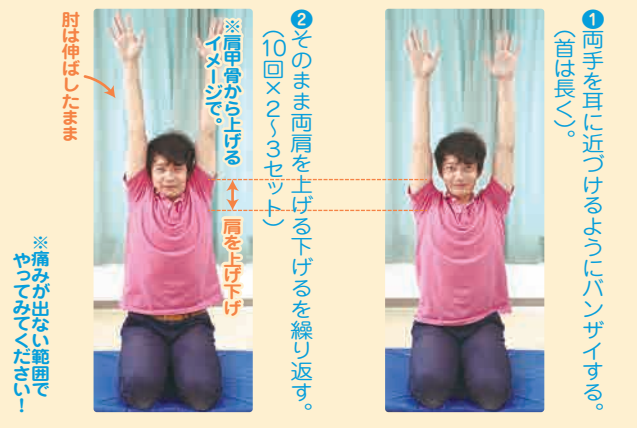 ❶両手を耳に近づけるようにバンザイする。
（首は長く）。
❷そのまま両肩を上げる下げるを繰り返す。
（10回×2〜3セット）
※肩甲骨から上げる
イメージで。
肩を上げ下げ
肘は伸ばしたまま
※痛みが出ない範囲で
やってみてください！